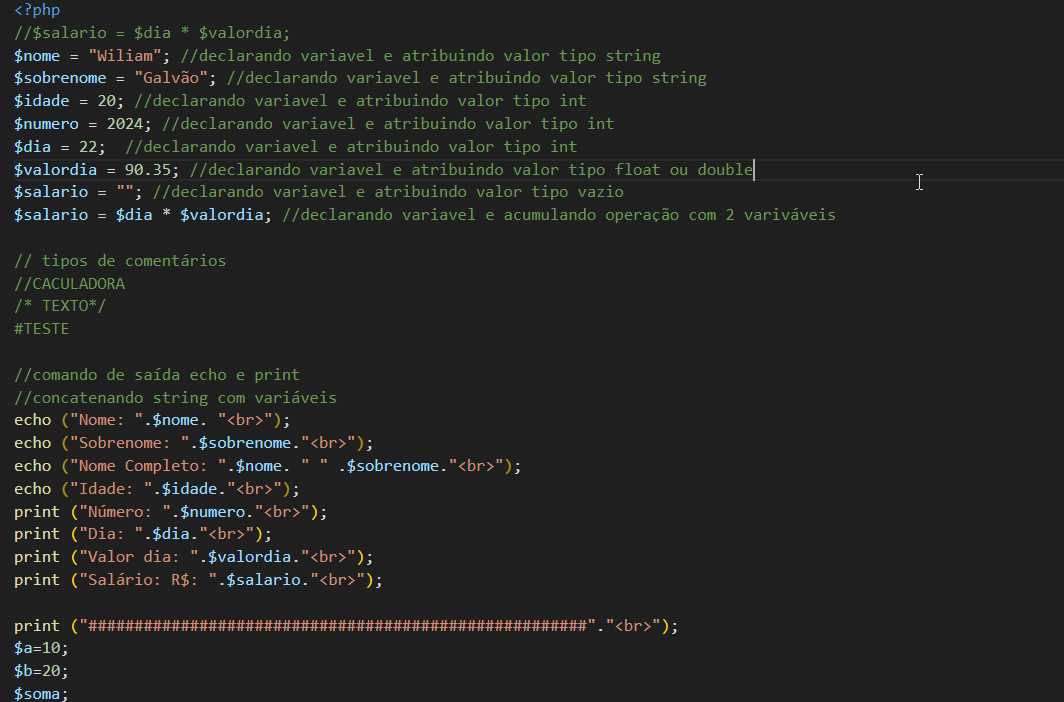 <?php
//$salario = $dia * $valordia;
$nome = "Wiliam"; //declarando variavel e atribuindo valor tipo string
$sobrenome = "Galvão"; //declarando variavel e atribuindo valor tipo string
$idade = 20; //declarando variavel e atribuindo valor tipo int
$numero = 2024; //declarando variavel e atribuindo valor tipo int
$dia = 22;  //declarando variavel e atribuindo valor tipo int
$valordia = 90.35; //declarando variavel e atribuindo valor tipo float ou double
$salario = ""; //declarando variavel e atribuindo valor tipo vazio
$salario = $dia * $valordia; //declarando variavel e acumulando operação com 2 variváveis

// tipos de comentários
//CACULADORA
/* TEXTO*/
#TESTE

//comando de saída echo e print
//concatenando string com variáveis
echo ("Nome: ".$nome. "<br>");
echo ("Sobrenome: ".$sobrenome."<br>");
echo ("Nome Completo: ".$nome. " " .$sobrenome."<br>");
echo ("Idade: ".$idade."<br>");
print ("Número: ".$numero."<br>");
print ("Dia: ".$dia."<br>");
print ("Valor dia: ".$valordia."<br>");
print ("Salário: R$: ".$salario."<br>");

print ("######################################################"."<br>");
$a=10;
$b=20;
$soma;